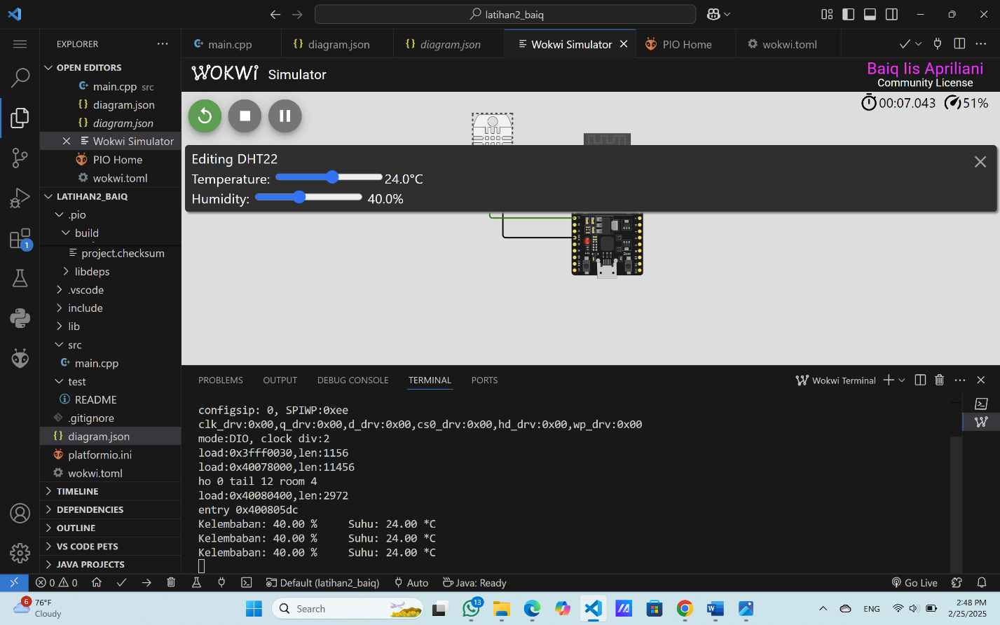 latihan2_baiq
EXPLORER
main.cpp
diagram.json
diagram.json
Wokwi Simulator
PIO Home
wokwi.toml
OPEN EDITORS
main.cpp src
diagram.json
diagram.json
Wokwi Simulator
PIO Home
wokwi.toml
LATIHAN2_BAIQ
.pio
build
project.checksum
libdeps
.vscode
include
lib
src
main.cpp
test
README
.gitignore
diagram.json
platformio.ini
wokwi.toml
TIMELINE
DEPENDENCIES
OUTLINE
VS CODE PETS
JAVA PROJECTS
1
WOKWI Simulator
Baiq Iis Apriliani
Community License
00:07.043 51%
Editing DHT22
Temperature: 24.0°C
Humidity: 40.0%
PROBLEMS OUTPUT DEBUG CONSOLE TERMINAL PORTS
Wokwi Terminal
configsip: 0, SPIWP:0xee
clk_drv:0x00,q_drv:0x00,d_drv:0x00,cs0_drv:0x00,hd_drv:0x00,wp_drv:0x00
mode:DIO, clock div:2
load:0x3fff0030,len:1156
load:0x40078000,len:11456
ho 0 tail 12 room 4
load:0x40080400,len:2972
entry 0x400805dc
Kelembaban: 40.00 % Suhu: 24.00 *C
Kelembaban: 40.00 % Suhu: 24.00 *C
Kelembaban: 40.00 % Suhu: 24.00 *C
0 0 Default (latihan2_baiq) Auto Java: Ready Go Live
6
76°F
Cloudy
Search
13
ENG
2:48 PM
2/25/2025